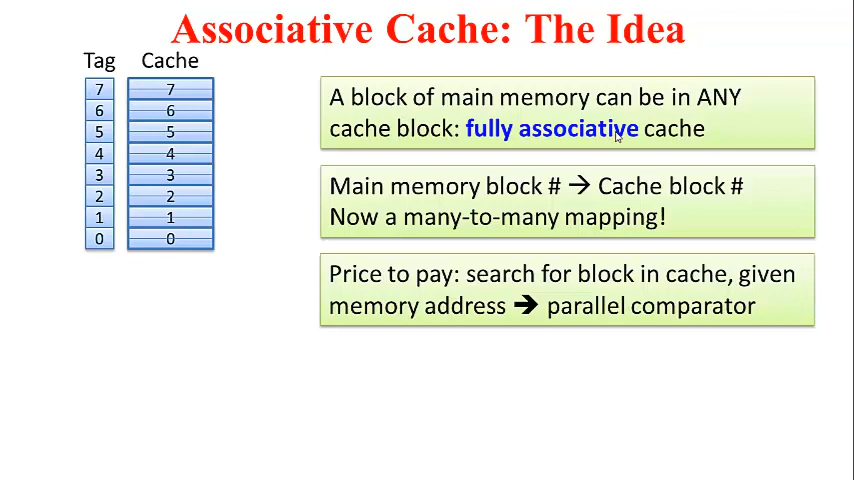 Associative Cache: The Idea
Tag Cache
7 7
6 6
5 5
4 4
3 3
2 2
1 1
0 0
A block of main memory can be in ANY
cache block: fully associative cache
Main memory block # → Cache block #
Now a many-to-many mapping!
Price to pay: search for block in cache, given
memory address ➔ parallel comparator